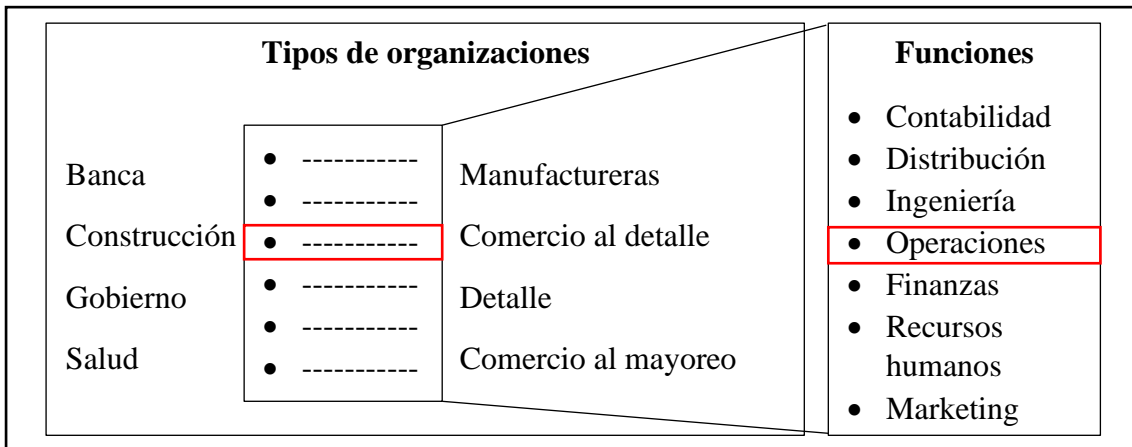 Tipos de organizaciones
Banca
Construcción
Gobierno
Salud
• -----------
• -----------
• -----------
• -----------
• -----------
• -----------
Manufactureras
Comercio al detalle
Detalle
Comercio al mayoreo
Funciones
• Contabilidad
• Distribución
• Ingeniería
• Operaciones
• Finanzas
• Recursos
humanos
• Marketing